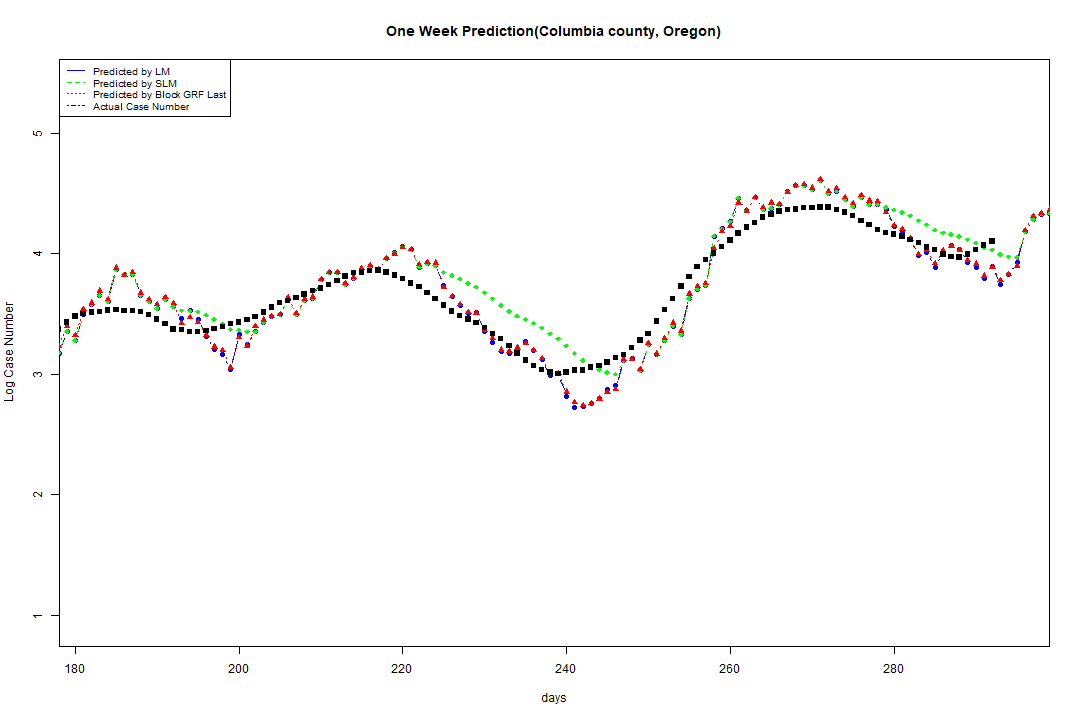 One Week Prediction(Columbia county, Oregon)
Predicted by LM
Predicted by SLM
Predicted by Block GRF Last
Actual Case Number
Log Case Number
5
4
3
2
1
180 200 220 240 260 280
days